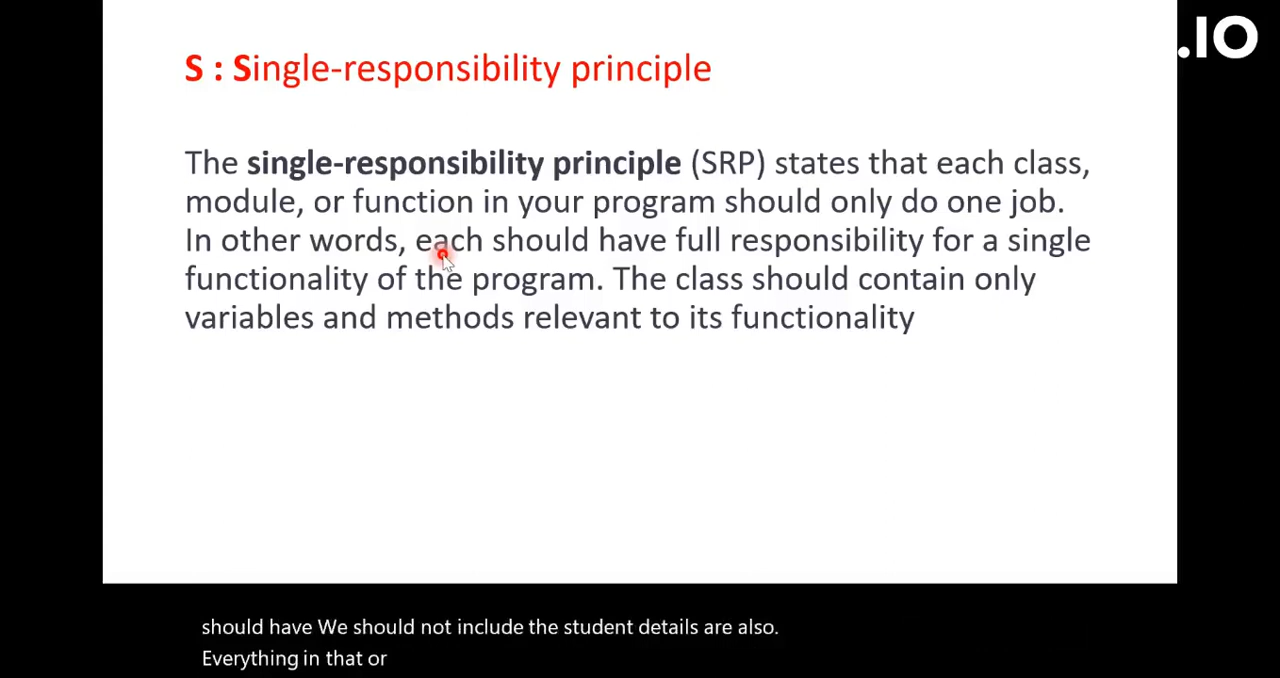 .IO
S : Single-responsibility principle
The single-responsibility principle (SRP) states that each class,
module, or function in your program should only do one job.
In other words, each should have full responsibility for a single
functionality of the program. The class should contain only
variables and methods relevant to its functionality
should have We should not include the student details are also.
Everything in that or